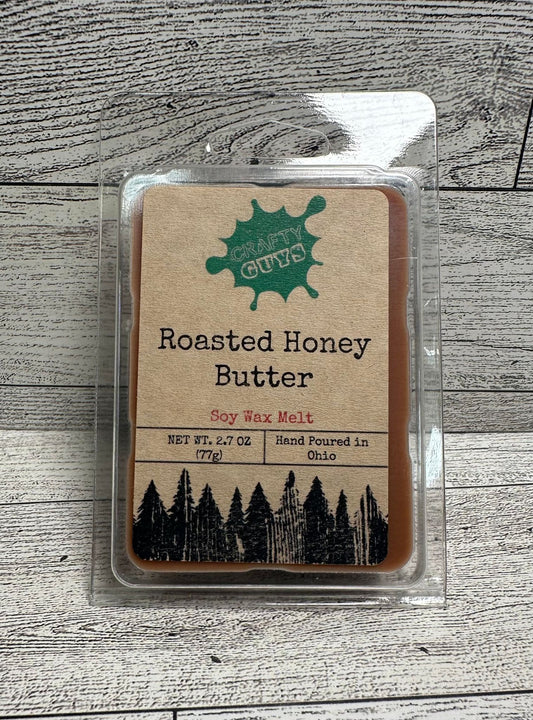 CRAFTY
GUYS
Roasted Honey
Butter
Soy Wax Melt
NET WT. 2.7 OZ
(77g)
Hand Poured in
Ohio